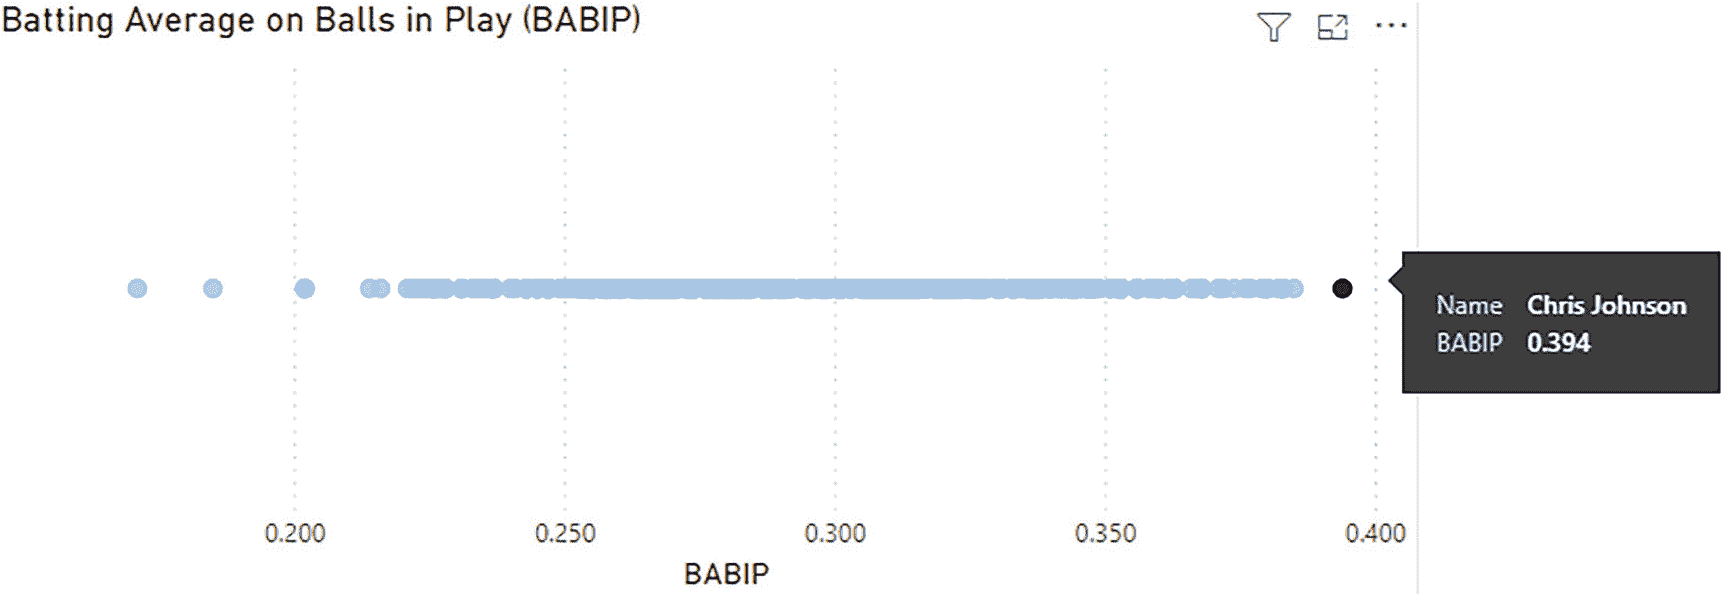 Batting Average on Balls in Play (BABIP)
Name Chris Johnson
BABIP 0.394
0.200 0.250 0.300 0.350 0.400
BABIP